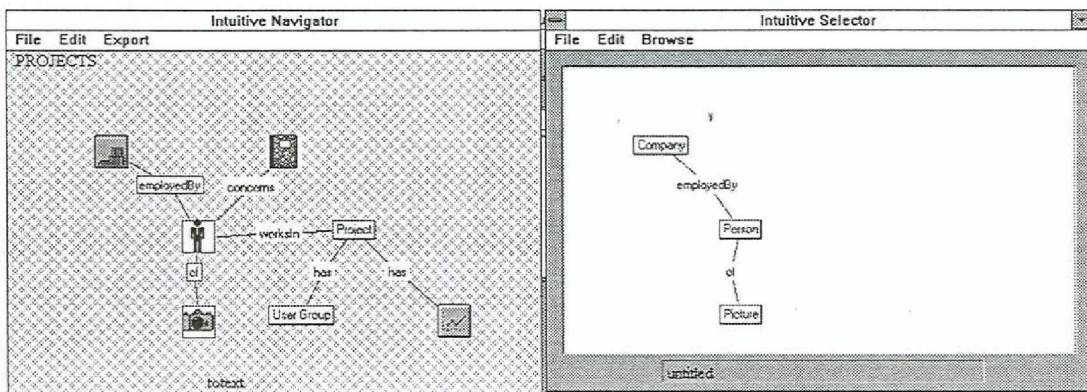 Intuitive Navigator
File Edit Export
PROJECTS
employedBy
concerns
worksIn
Project
of
has
has
User Group
totext
Intuitive Selector
File Edit Browse
Company
employedBy
Person
of
Picture
untitled